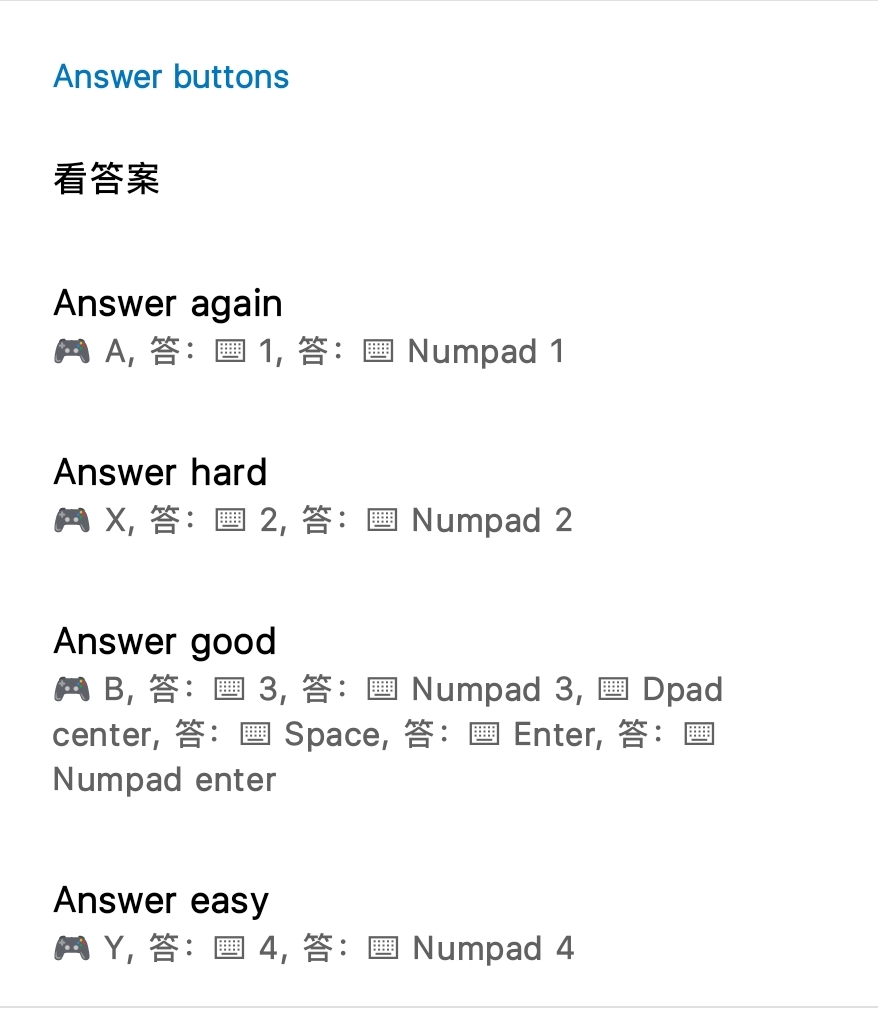 Answer buttons
看答案
Answer again
🎮 A, 答：⌨️ 1, 答：⌨️ Numpad 1
Answer hard
🎮 X, 答：⌨️ 2, 答：⌨️ Numpad 2
Answer good
🎮 B, 答：⌨️ 3, 答：⌨️ Numpad 3, ⌨️ Dpad
center, 答：⌨️ Space, 答：⌨️ Enter, 答：⌨️
Numpad enter
Answer easy
🎮 Y, 答：⌨️ 4, 答：⌨️ Numpad 4